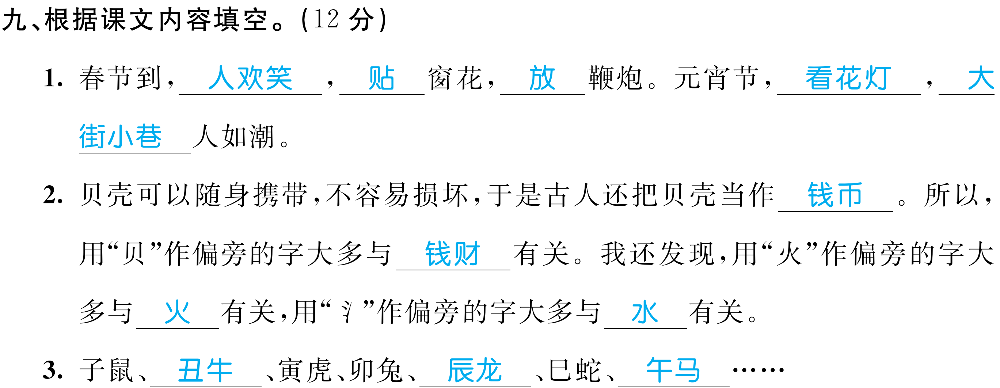 九、根据课文内容填空。(12 分)
1. 春节到，人欢笑，贴窗花，放鞭炮。元宵节，看花灯，大
街小巷人如潮。
2. 贝壳可以随身携带，不容易损坏，于是古人还把贝壳当作钱币。所以，
用“贝”作偏旁的字大多与钱财有关。我还发现，用“火”作偏旁的字大
多与火有关，用“氵”作偏旁的字大多与水有关。
3. 子鼠、丑牛、寅虎、卯兔、辰龙、巳蛇、午马……